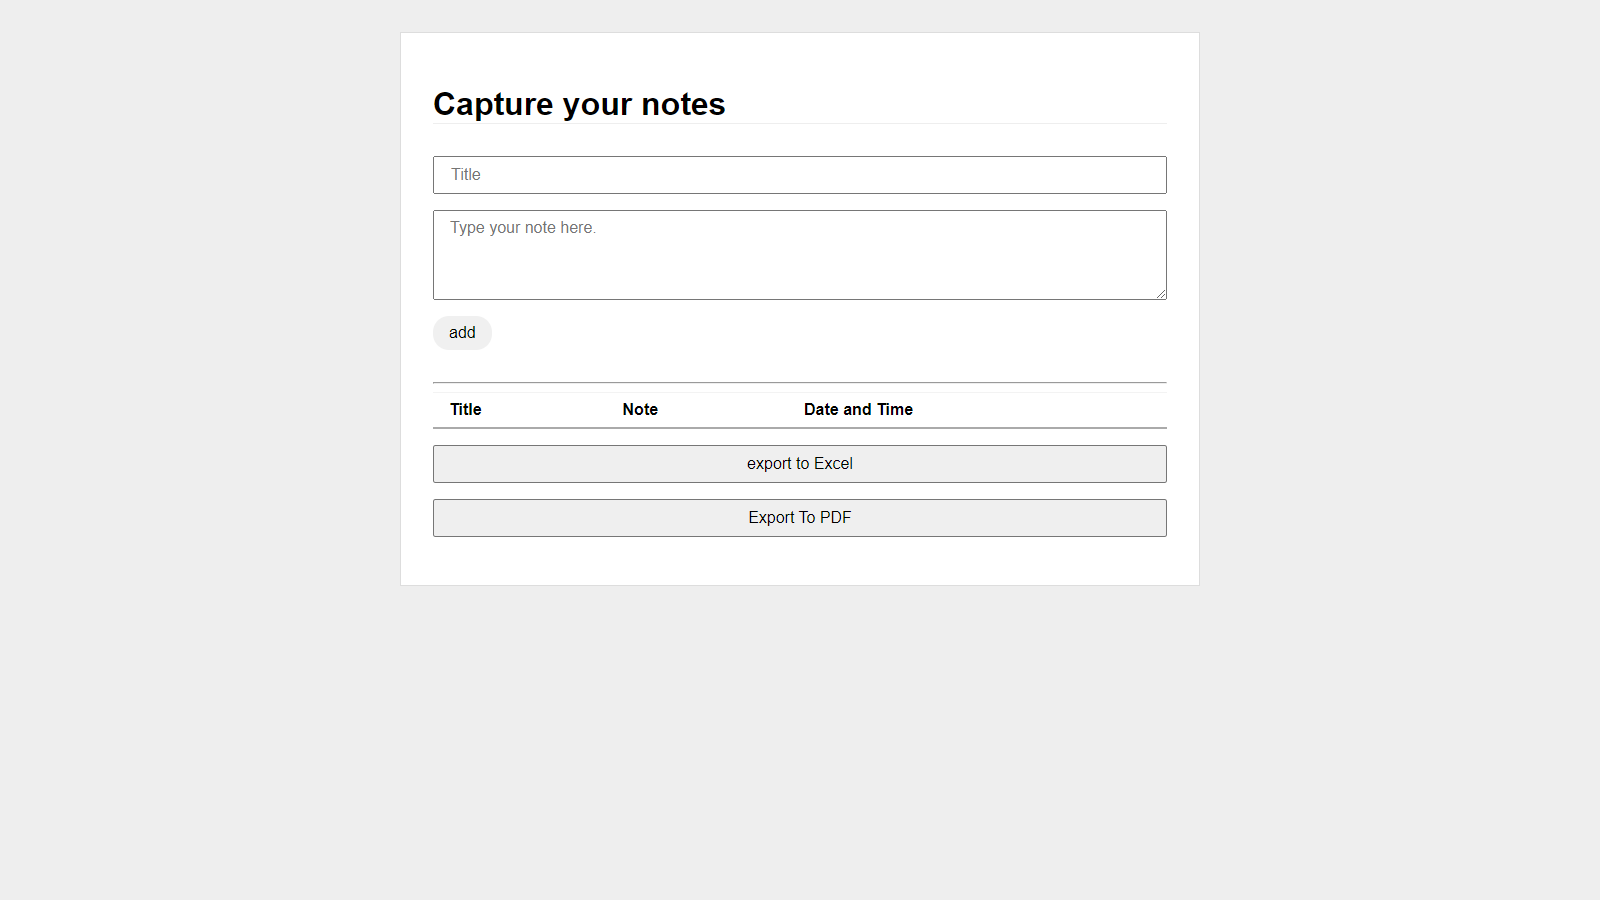 Capture your notes
Title
Type your note here.
add
Title Note Date and Time
export to Excel
Export To PDF